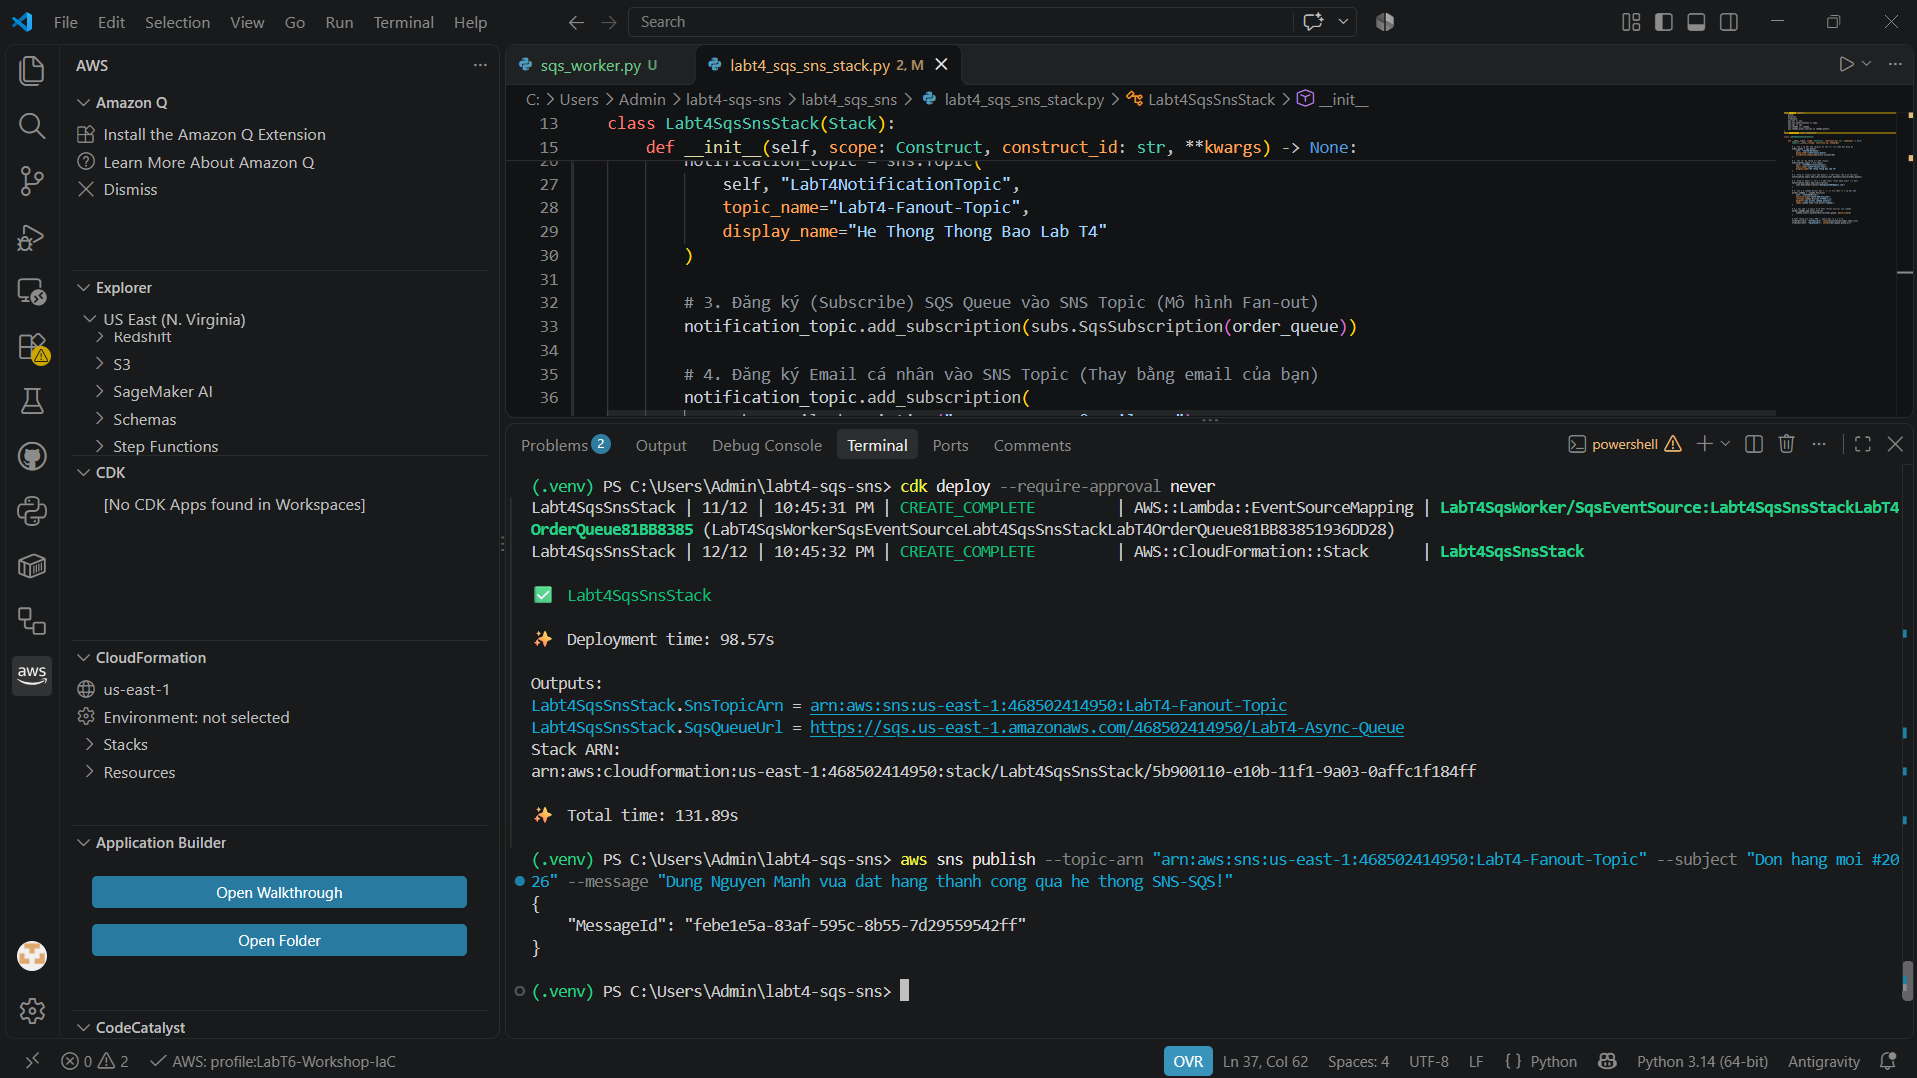 File Edit Selection View Go Run Terminal Help
Search
AWS
Amazon Q
Install the Amazon Q Extension
Learn More About Amazon Q
Dismiss
Explorer
US East (N. Virginia)
Redshift
S3
SageMaker AI
Schemas
Step Functions
CDK
[No CDK Apps found in Workspaces]
CloudFormation
us-east-1
Environment: not selected
Stacks
Resources
Application Builder
Open Walkthrough
Open Folder
CodeCatalyst
aws
sqs_worker.py U
labt4_sqs_sns_stack.py 2, M
C: > Users > Admin > labt4-sqs-sns > labt4_sqs_sns > labt4_sqs_sns_stack.py > Labt4SqsSnsStack > __init__
13 class Labt4SqsSnsStack(Stack):
15 def __init__(self, scope: Construct, construct_id: str, **kwargs) -> None:
26 notification_topic = sns.Topic(
27 self, "LabT4NotificationTopic",
28 topic_name="LabT4-Fanout-Topic",
29 display_name="He Thong Thong Bao Lab T4"
30 )
31
32 # 3. Đăng ký (Subscribe) SQS Queue vào SNS Topic (Mô hình Fan-out)
33 notification_topic.add_subscription(subs.SqsSubscription(order_queue))
34
35 # 4. Đăng ký Email cá nhân vào SNS Topic (Thay bằng email của bạn)
36 notification_topic.add_subscription(
Problems 2 Output Debug Console Terminal Ports Comments
powershell
(.venv) PS C:\Users\Admin\labt4-sqs-sns> cdk deploy --require-approval never
Labt4SqsSnsStack | 11/12 | 10:45:31 PM | CREATE_COMPLETE | AWS::Lambda::EventSourceMapping | LabT4SqsWorker/SqsEventSource:Labt4SqsSnsStackLabT4
OrderQueue81BB8385 (LabT4SqsWorkerSqsEventSourceLabt4SqsSnsStackLabT4OrderQueue81BB83851936DD28)
Labt4SqsSnsStack | 12/12 | 10:45:32 PM | CREATE_COMPLETE | AWS::CloudFormation::Stack | Labt4SqsSnsStack
✅ Labt4SqsSnsStack
✨ Deployment time: 98.57s
Outputs:
Labt4SqsSnsStack.SnsTopicArn = arn:aws:sns:us-east-1:468502414950:LabT4-Fanout-Topic
Labt4SqsSnsStack.SqsQueueUrl = https://sqs.us-east-1.amazonaws.com/468502414950/LabT4-Async-Queue
Stack ARN:
arn:aws:cloudformation:us-east-1:468502414950:stack/Labt4SqsSnsStack/5b900110-e10b-11f1-9a03-0affc1f184ff
✨ Total time: 131.89s
(.venv) PS C:\Users\Admin\labt4-sqs-sns> aws sns publish --topic-arn "arn:aws:sns:us-east-1:468502414950:LabT4-Fanout-Topic" --subject "Don hang moi #20
26" --message "Dung Nguyen Manh vua dat hang thanh cong qua he thong SNS-SQS!"
{
"MessageId": "febe1e5a-83af-595c-8b55-7d29559542ff"
}
(.venv) PS C:\Users\Admin\labt4-sqs-sns>
0 2 AWS: profile:LabT6-Workshop-IaC
OVR Ln 37, Col 62 Spaces: 4 UTF-8 LF { } Python Python 3.14 (64-bit) Antigravity